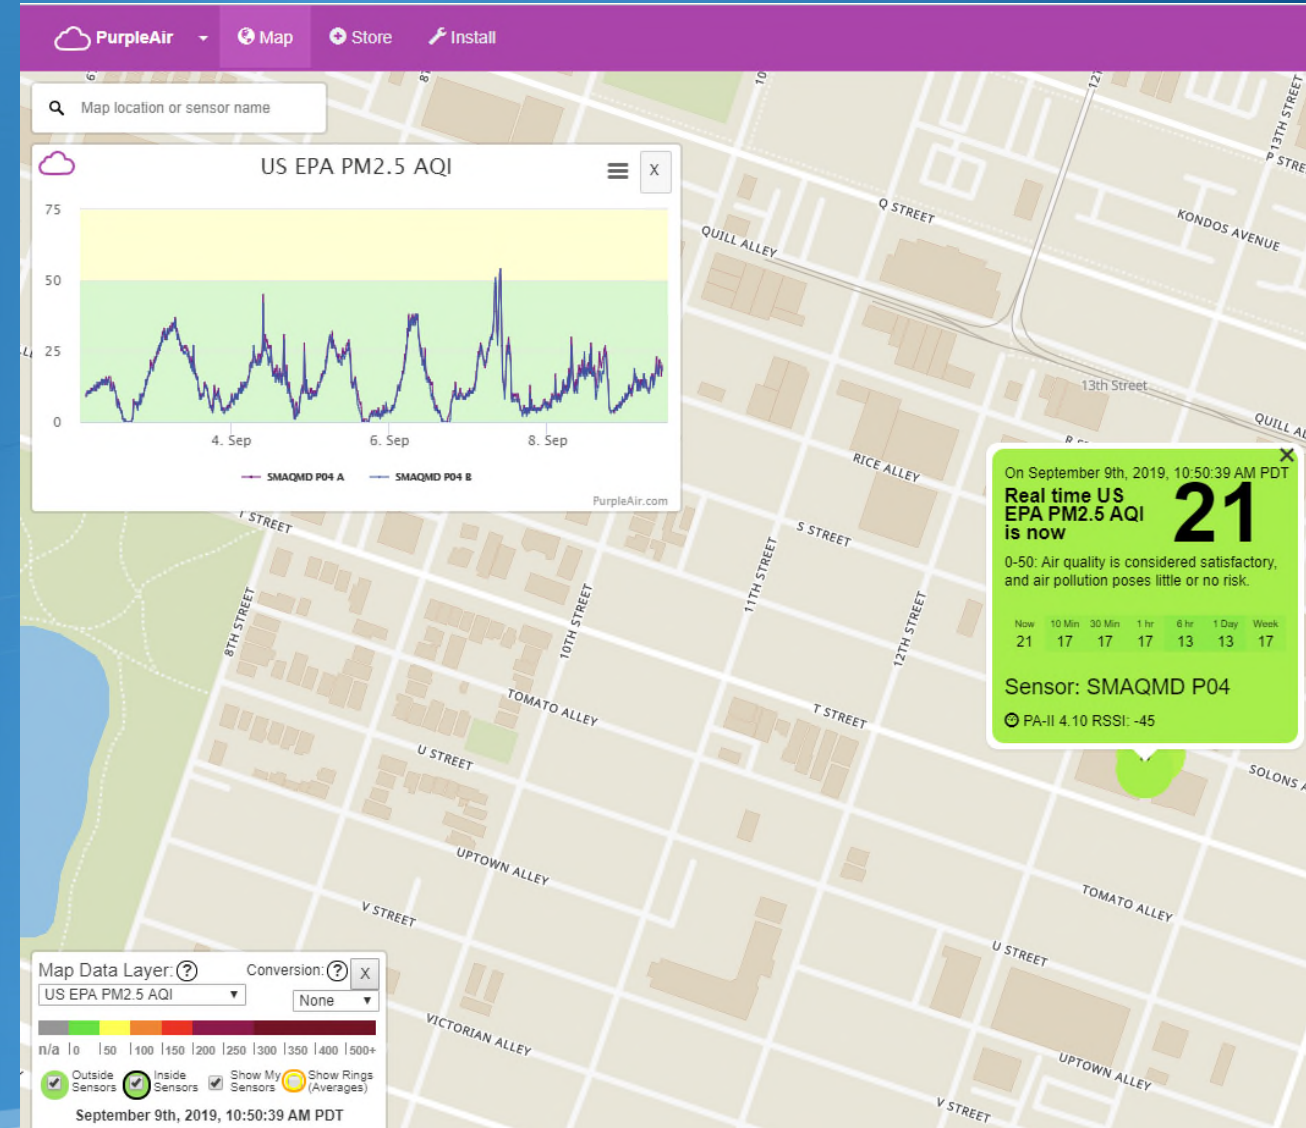 PurpleAir
Map
Store
Install
Map location or sensor name
US EPA PM2.5 AQI
X
75
50
25
0
4. Sep
6. Sep
8. Sep
SMAQMD P04 A
SMAQMD P04 B
PurpleAir.com
13TH STREET
Q STREET
KONDOS AVENUE
QUILL ALLEY
13th Street
RICE ALLEY
S STREET
T STREET
8TH STREET
10TH STREET
11TH STREET
12TH STREET
TOMATO ALLEY
T STREET
U STREET
UPTOWN ALLEY
V STREET
VICTORIAN ALLEY
TOMATO ALLEY
U STREET
UPTOWN ALLEY
V STREET
On September 9th, 2019, 10:50:39 AM PDT
Real time US
EPA PM2.5 AQI
is now
21
0-50: Air quality is considered satisfactory,
and air pollution poses little or no risk.
Now 10 Min 30 Min 1 hr 6 hr 1 Day Week
21 17 17 17 13 13 17
Sensor: SMAQMD P04
PA-II 4.10 RSSI: -45
Map Data Layer: ? Conversion: ? X
US EPA PM2.5 AQI None
n/a |0 |50 |100 |150 |200 |250 |300 |350 |400 |500+
Outside Sensors
Inside Sensors
Show My Sensors
Show Rings (Averages)
September 9th, 2019, 10:50:39 AM PDT